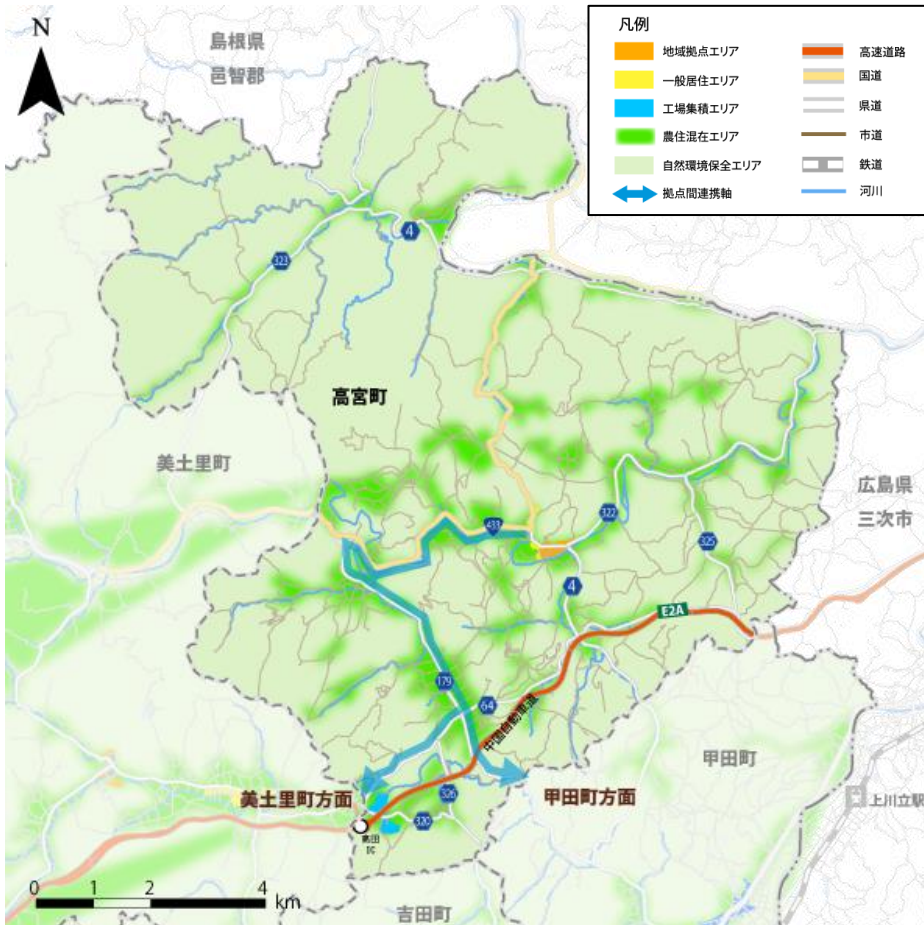 N
島根県
邑智郡
凡例
地域拠点エリア
一般居住エリア
工場集積エリア
農住混在エリア
自然環境保全エリア
拠点間連携軸
高速道路
国道
県道
市道
鉄道
河川
4
323
高宮町
美土里町
広島県
三次市
322
433
325
4
E2A
179
64
中国自動車道
甲田町
美土里町方面
甲田町方面
326
320
上川立駅
高田
IC
0 1 2 4
km
吉田町